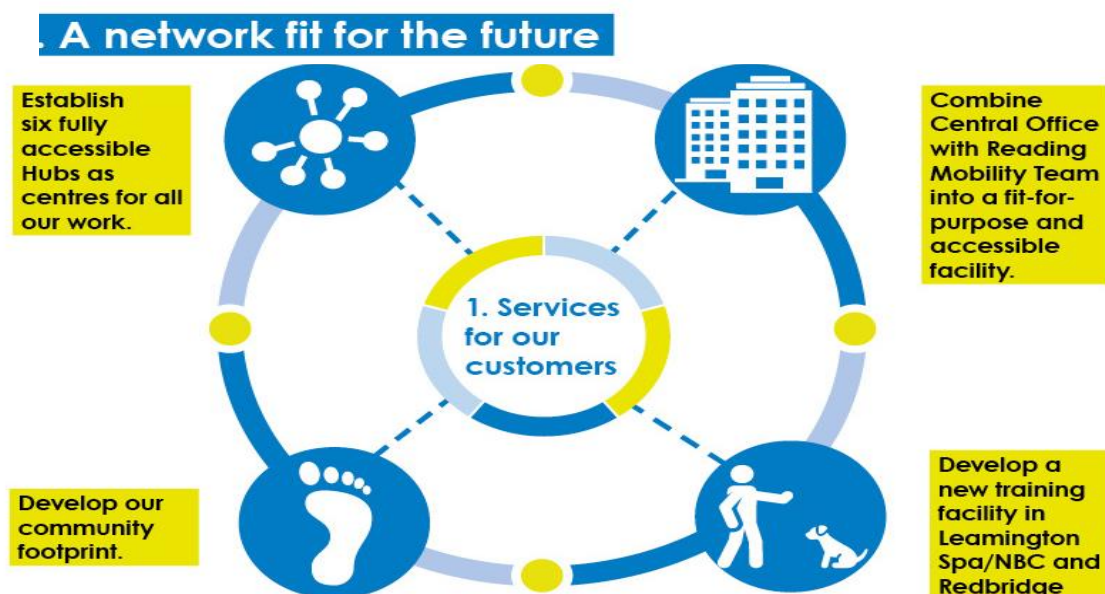 . A network fit for the future
Establish
six fully
accessible
Hubs as
centres for all
our work.
Combine
Central Office
with Reading
Mobility Team
into a fit-for-
purpose and
accessible
facility.
1. Services
for our
customers
Develop our
community
footprint.
Develop a
new training
facility in
Leamington
Spa/NBC and
Redbridge